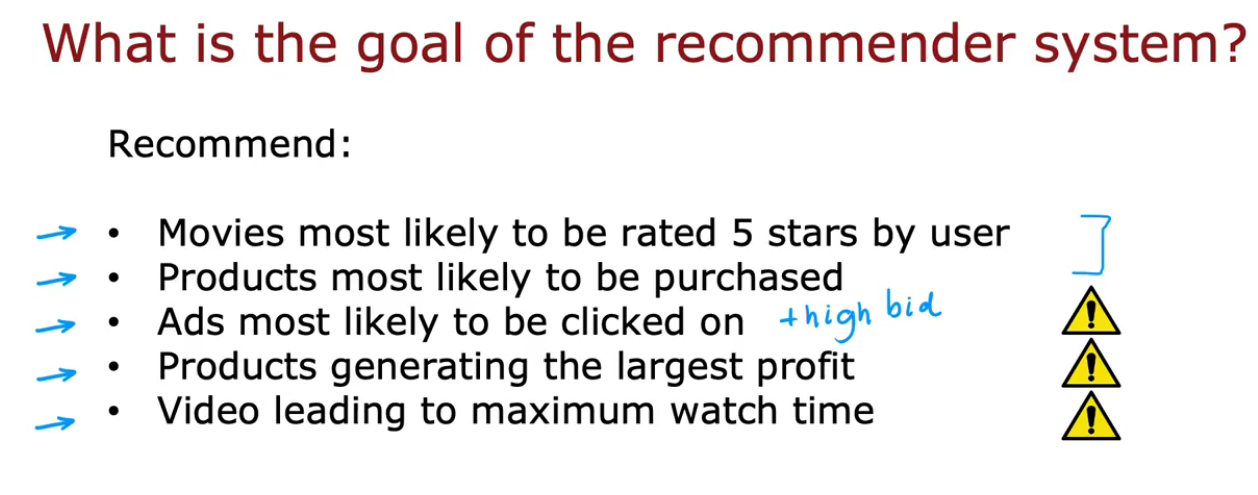 What is the goal of the recommender system?
Recommend:
• Movies most likely to be rated 5 stars by user
• Products most likely to be purchased
• Ads most likely to be clicked on +high bid
• Products generating the largest profit
• Video leading to maximum watch time